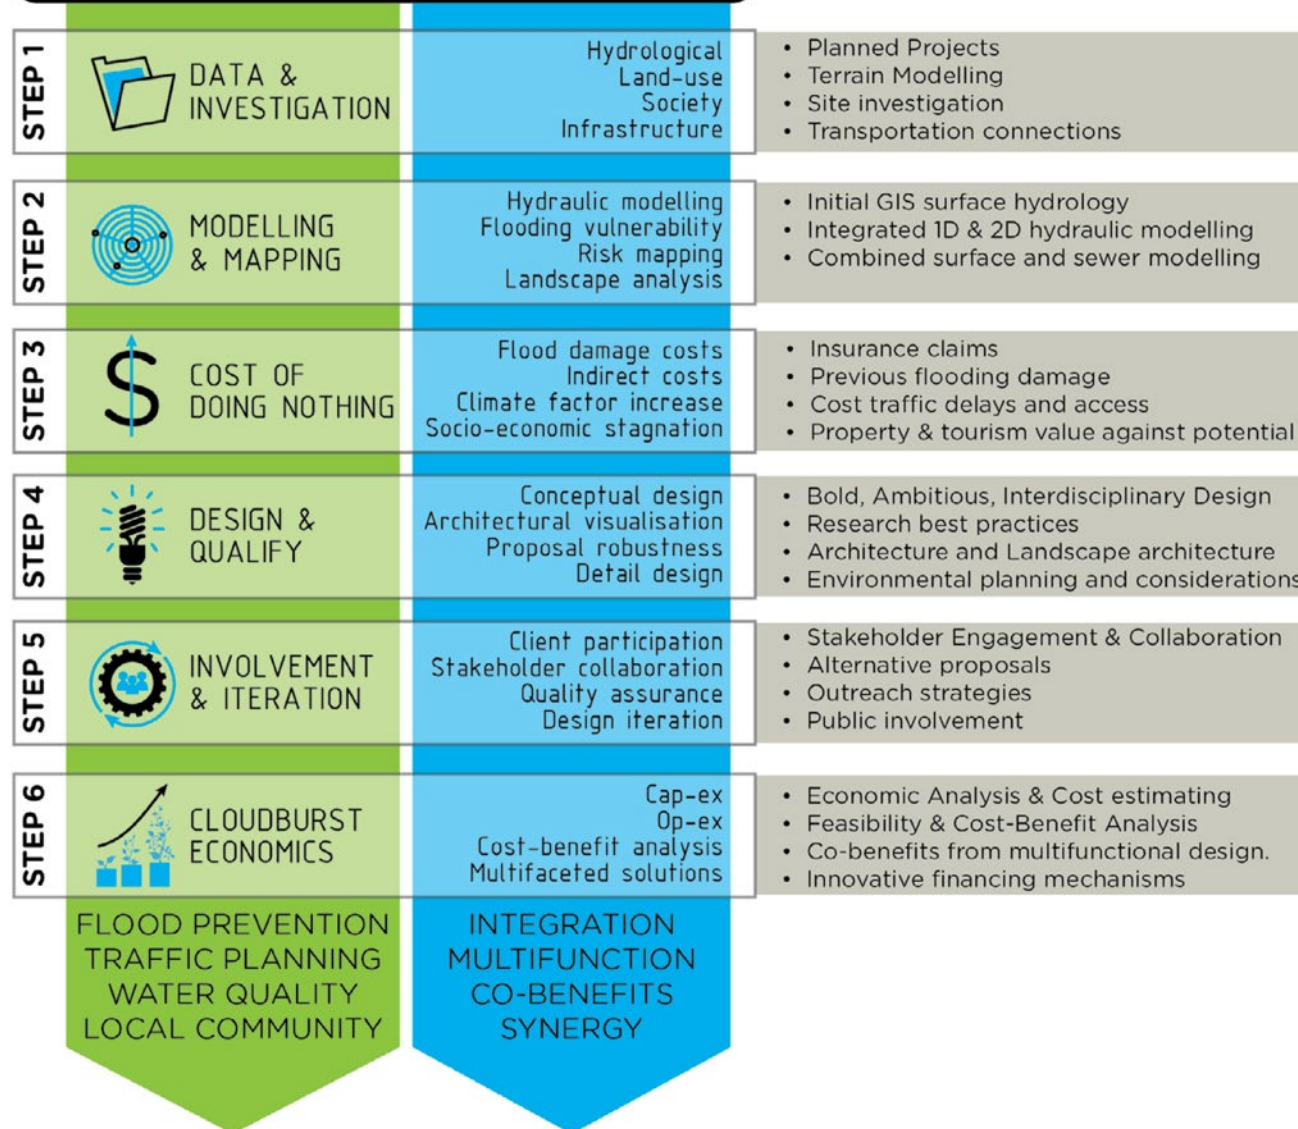 STEP 1
DATA &
INVESTIGATION
Hydrological
Land-use
Society
Infrastructure
• Planned Projects
• Terrain Modelling
• Site investigation
• Transportation connections
STEP 2
MODELLING
& MAPPING
Hydraulic modelling
Flooding vulnerability
Risk mapping
Landscape analysis
• Initial GIS surface hydrology
• Integrated 1D & 2D hydraulic modelling
• Combined surface and sewer modelling
STEP 3
$
COST OF
DOING NOTHING
Flood damage costs
Indirect costs
Climate factor increase
Socio-economic stagnation
• Insurance claims
• Previous flooding damage
• Cost traffic delays and access
• Property & tourism value against potential
STEP 4
DESIGN &
QUALIFY
Conceptual design
Architectural visualisation
Proposal robustness
Detail design
• Bold, Ambitious, Interdisciplinary Design
• Research best practices
• Architecture and Landscape architecture
• Environmental planning and considerations
STEP 5
INVOLVEMENT
& ITERATION
Client participation
Stakeholder collaboration
Quality assurance
Design iteration
• Stakeholder Engagement & Collaboration
• Alternative proposals
• Outreach strategies
• Public involvement
STEP 6
CLOUDBURST
ECONOMICS
Cap-ex
Op-ex
Cost-benefit analysis
Multifaceted solutions
• Economic Analysis & Cost estimating
• Feasibility & Cost-Benefit Analysis
• Co-benefits from multifunctional design.
• Innovative financing mechanisms
FLOOD PREVENTION
TRAFFIC PLANNING
WATER QUALITY
LOCAL COMMUNITY
INTEGRATION
MULTIFUNCTION
CO-BENEFITS
SYNERGY